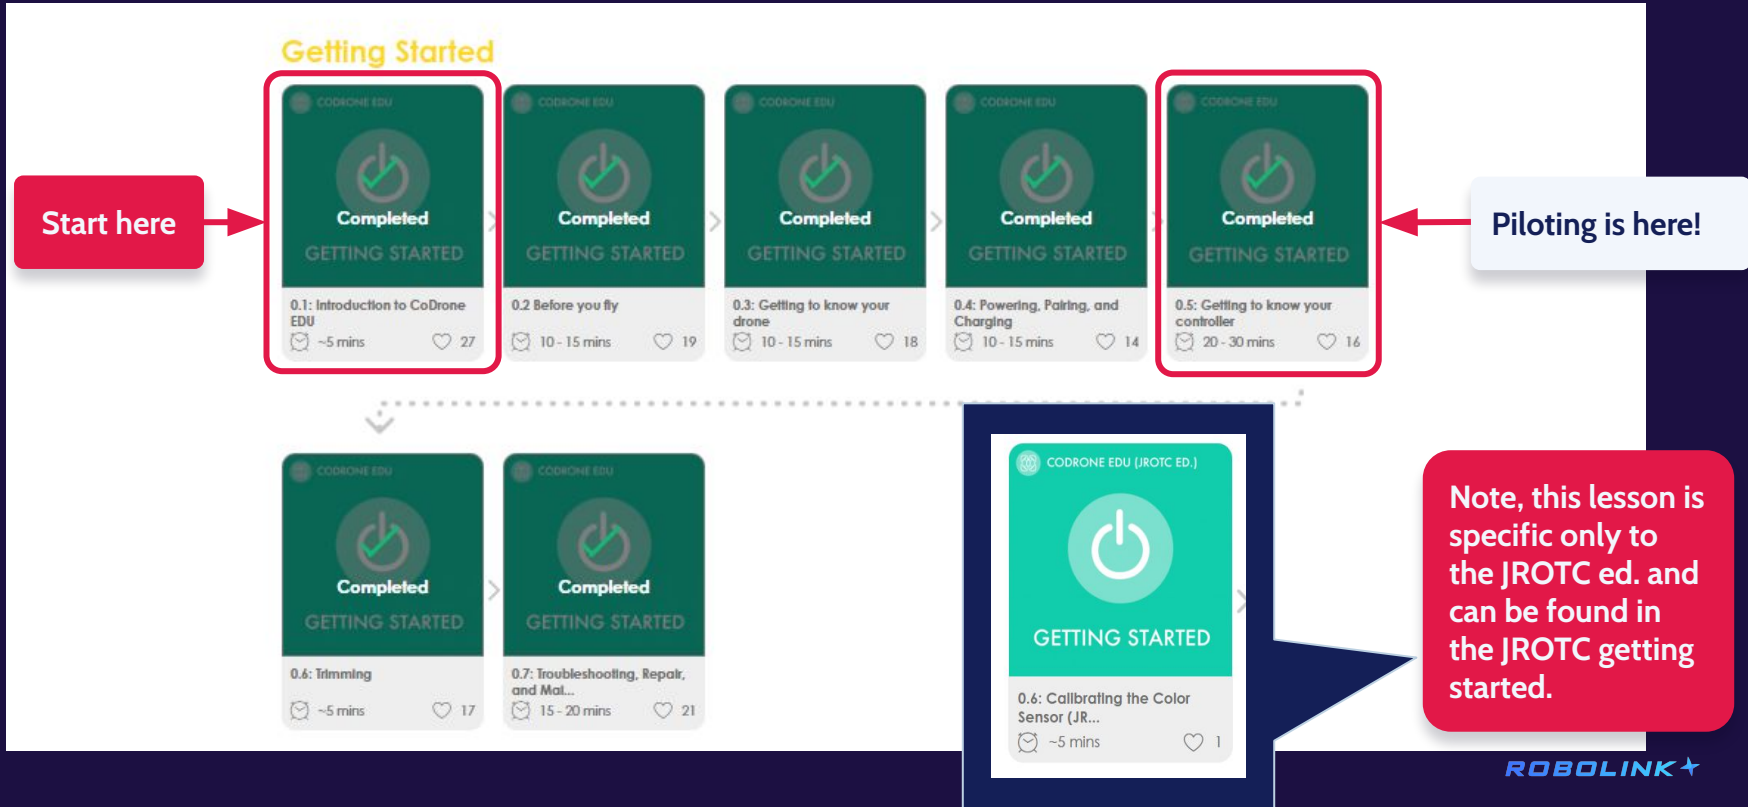 Getting Started
CODRONE EDU
Completed
GETTING STARTED
0.1: Introduction to CoDrone
EDU
~5 mins
27
CODRONE EDU
Completed
GETTING STARTED
0.2 Before you fly
10 - 15 mins
19
CODRONE EDU
Completed
GETTING STARTED
0.3: Getting to know your
drone
10 - 15 mins
18
CODRONE EDU
Completed
GETTING STARTED
0.4: Powering, Pairing, and
Charging
10 - 15 mins
14
CODRONE EDU
Completed
GETTING STARTED
0.5: Getting to know your
controller
20 - 30 mins
16
Start here
Piloting is here!
CODRONE EDU
Completed
GETTING STARTED
0.6: Trimming
~5 mins
17
CODRONE EDU
Completed
GETTING STARTED
0.7: Troubleshooting, Repair,
and Mai...
15 - 20 mins
21
CODRONE EDU (JROTC ED.)
GETTING STARTED
0.6: Calibrating the Color
Sensor (JR...
~5 mins
1
Note, this lesson is
specific only to
the JROTC ed. and
can be found in
the JROTC getting
started.
ROBOLINK